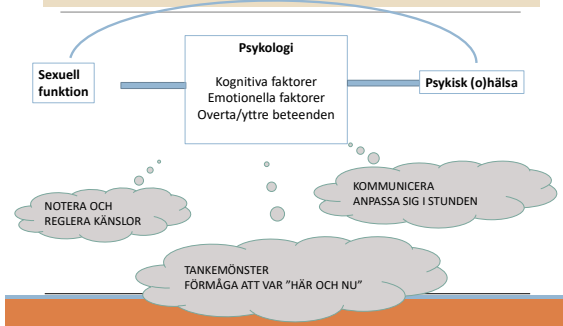 Psykologi
Sexuell
funktion
Kognitiva faktorer
Emotionella faktorer
Overta/yttre beteenden
Psykisk (o)hälsa
NOTERA OCH
REGLERA KÄNSLOR
KOMMUNICERA
ANPASSA SIG I STUNDEN
TANKEMÖNSTER
FÖRMÅGA ATT VAR ”HÄR OCH NU”